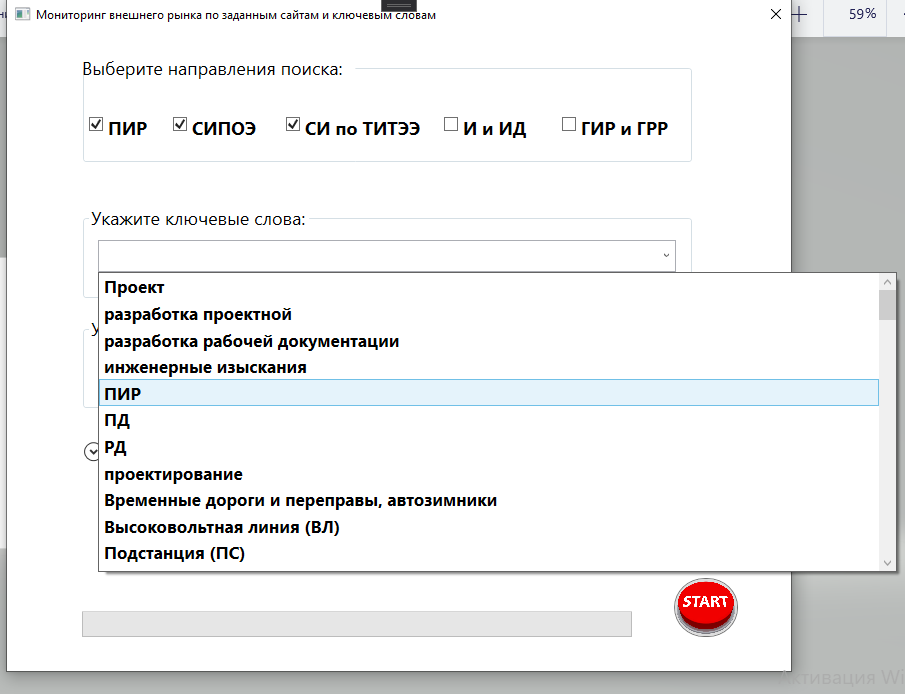 Мониторинг внешнего рынка по заданным сайтам и ключевым словам
59%
Выберите направления поиска:
ПИР СИПОЭ СИ по ТИТЭЭ И и ИД ГИР и ГРР
Укажите ключевые слова:
Проект
разработка проектной
разработка рабочей документации
инженерные изыскания
ПИР
ПД
РД
проектирование
Временные дороги и переправы, автозимники
Высоковольтная линия (ВЛ)
Подстанция (ПС)
START
Активация Wi